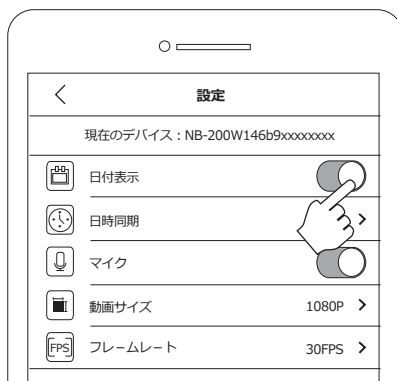 設定
現在のデバイス：NB-200W146b9xxxxxxxx
日付表示
日時同期
マイク
動画サイズ 1080P
FPS フレームレート 30FPS